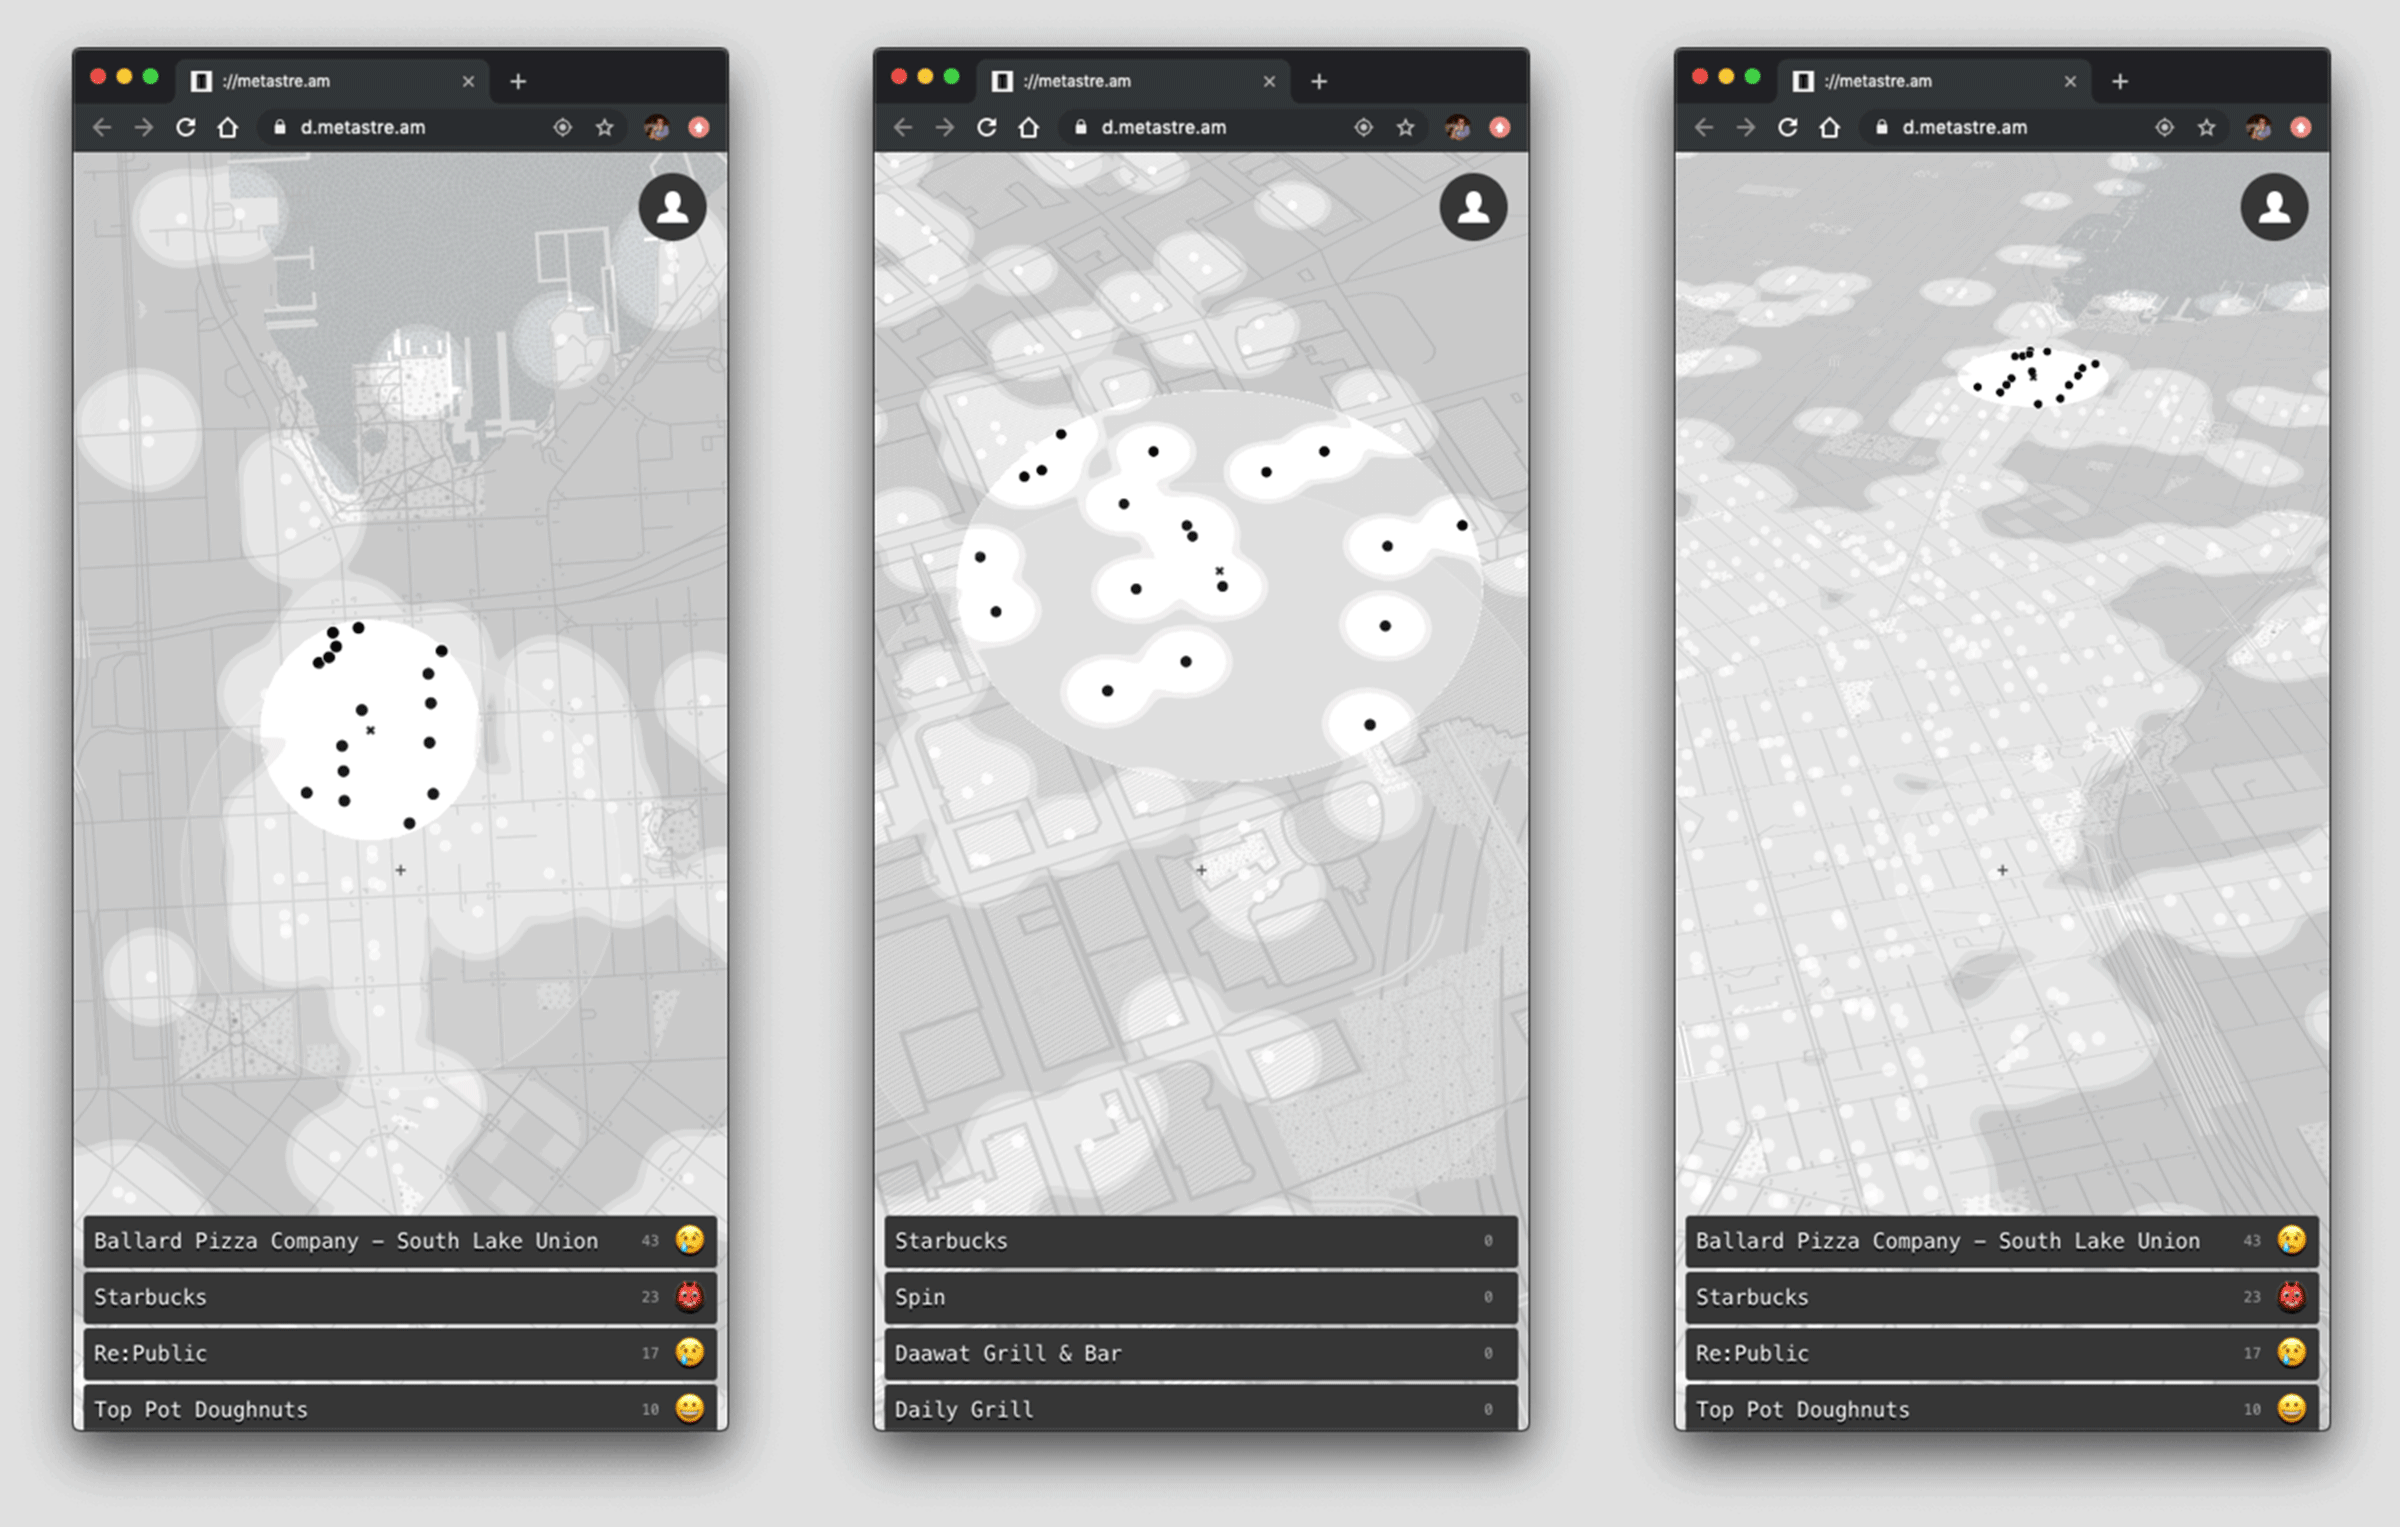 ://metastre.am
d.metastre.am
Ballard Pizza Company – South Lake Union 43
Starbucks 23
Re:Public 17
Top Pot Doughnuts 10
://metastre.am
d.metastre.am
Starbucks 0
Spin 0
Daawat Grill & Bar 0
Daily Grill 0
://metastre.am
d.metastre.am
Ballard Pizza Company – South Lake Union 43
Starbucks 23
Re:Public 17
Top Pot Doughnuts 10